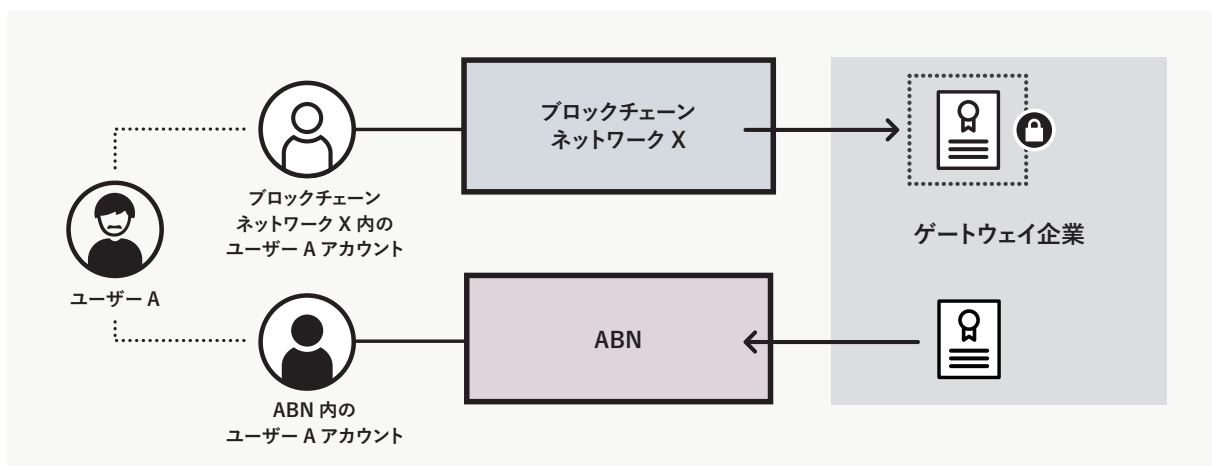 ブロックチェーン
ネットワーク X
ブロックチェーン
ネットワーク X 内の
ユーザー A アカウント
ゲートウェイ企業
ユーザー A
ABN
ABN 内の
ユーザー A アカウント